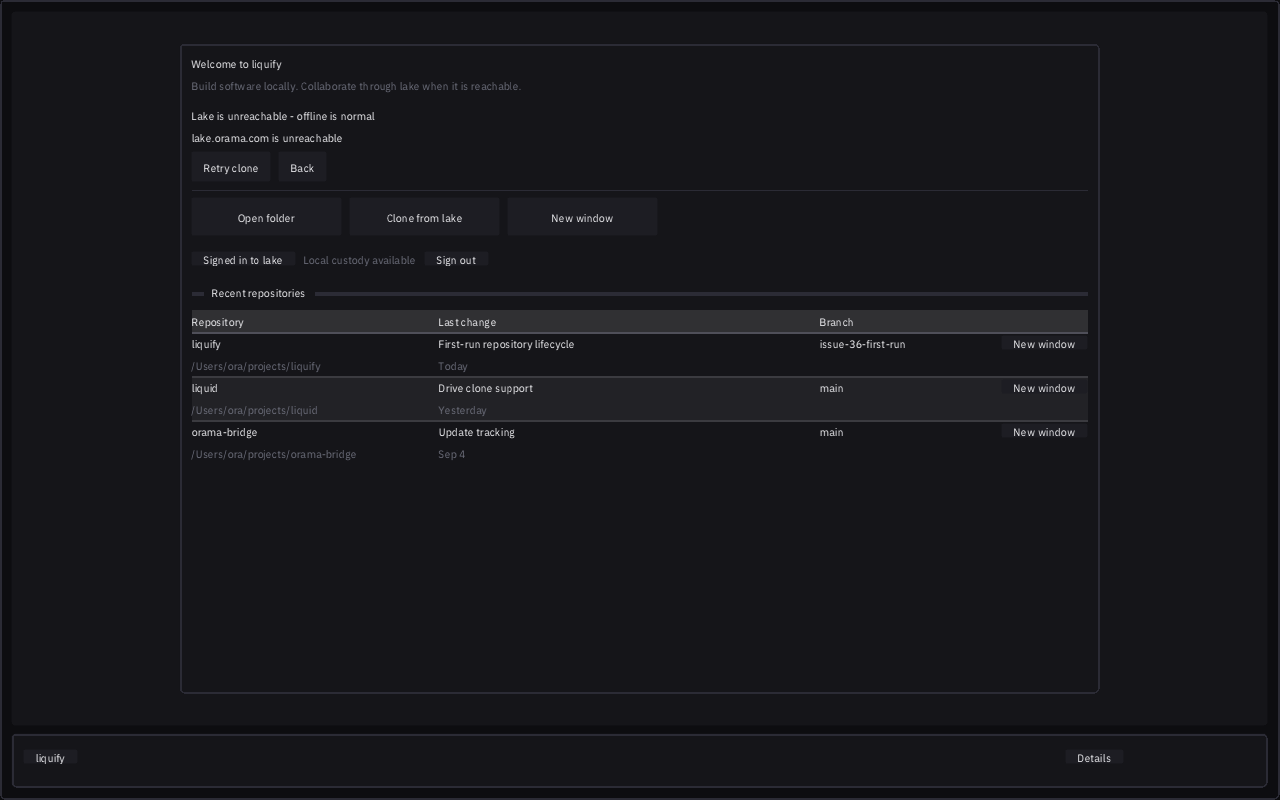 Welcome to liquify
Build software locally. Collaborate through lake when it is reachable.
Lake is unreachable - offline is normal
lake.orama.com is unreachable
Retry clone Back
Open folder Clone from lake New window
Signed in to lake Local custody available Sign out
Recent repositories
Repository Last change Branch
liquify First-run repository lifecycle issue-36-first-run New window
/Users/ora/projects/liquify Today
liquid Drive clone support main New window
/Users/ora/projects/liquid Yesterday
orama-bridge Update tracking main New window
/Users/ora/projects/orama-bridge Sep 4
liquify Details